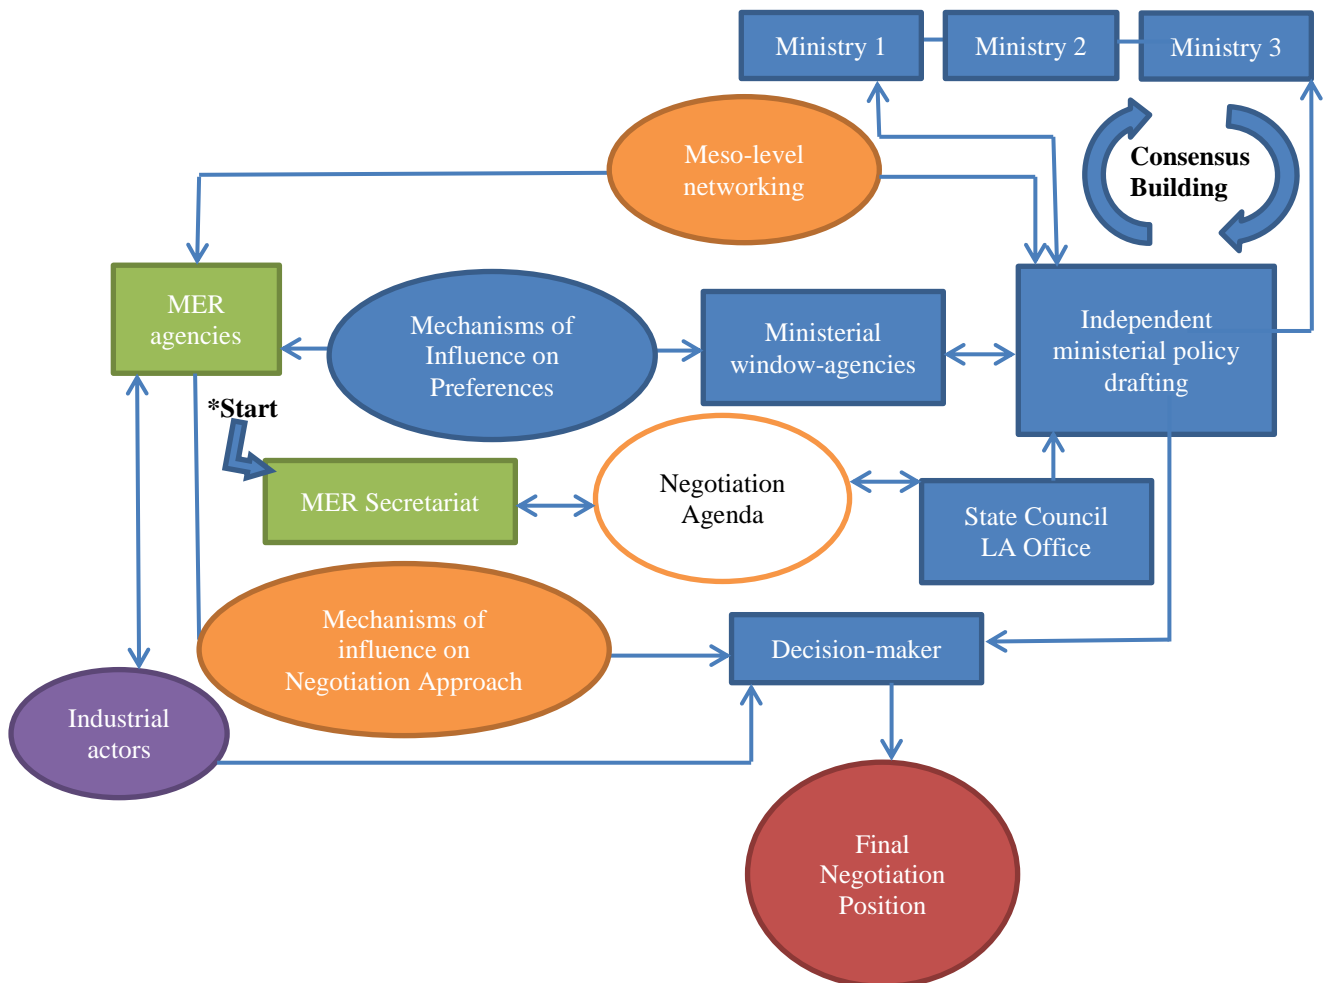 Ministry 1
Ministry 2
Ministry 3
Meso-level
networking
Consensus
Building
MER
agencies
Mechanisms of
Influence on
Preferences
Ministerial
window-agencies
Independent
ministerial policy
drafting
*Start
MER Secretariat
Negotiation
Agenda
State Council
LA Office
Mechanisms of
influence on
Negotiation Approach
Decision-maker
Industrial
actors
Final
Negotiation
Position